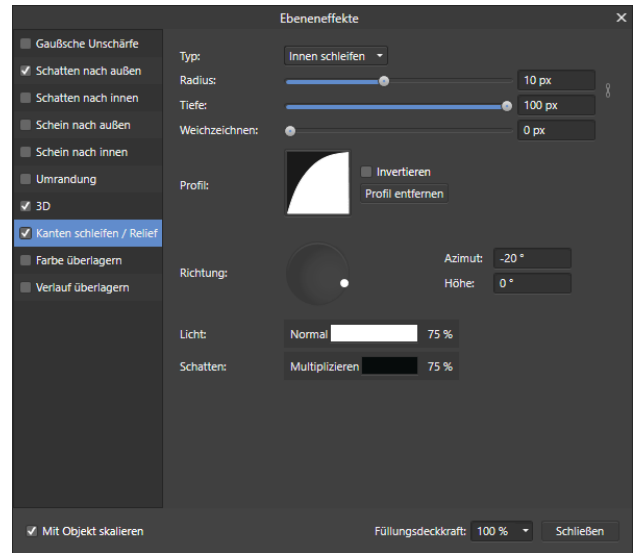 Ebeneneffekte
Gaußsche Unschärfe
Schatten nach außen
Schatten nach innen
Schein nach außen
Schein nach innen
Umrandung
3D
Kanten schleifen / Relief
Farbe überlagern
Verlauf überlagern
Typ: Innen schleifen
Radius: 10 px
Tiefe: 100 px
Weichzeichnen: 0 px
Profil: Invertieren
Profil entfernen
Richtung: Azimut: -20 °
Höhe: 0 °
Licht: Normal 75 %
Schatten: Multiplizieren 75 %
Mit Objekt skalieren Füllungsdeckkraft: 100 % Schließen